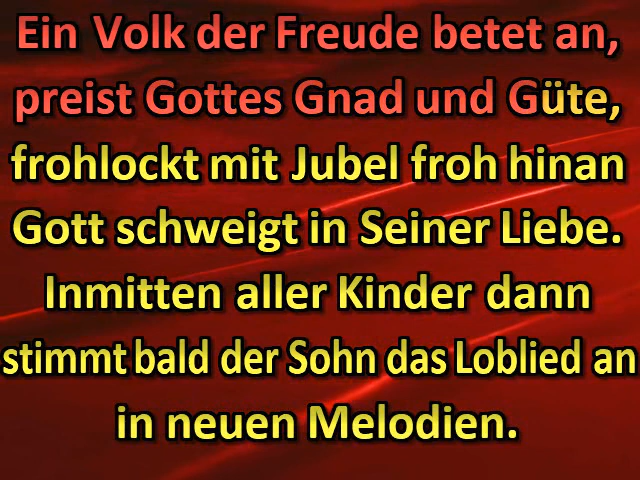 Ein Volk der Freude betet an,
preist Gottes Gnad und Güte,
frohlockt mit Jubel froh hinan
Gott schweigt in Seiner Liebe.
Inmitten aller Kinder dann
stimmt bald der Sohn das Loblied an
in neuen Melodien.